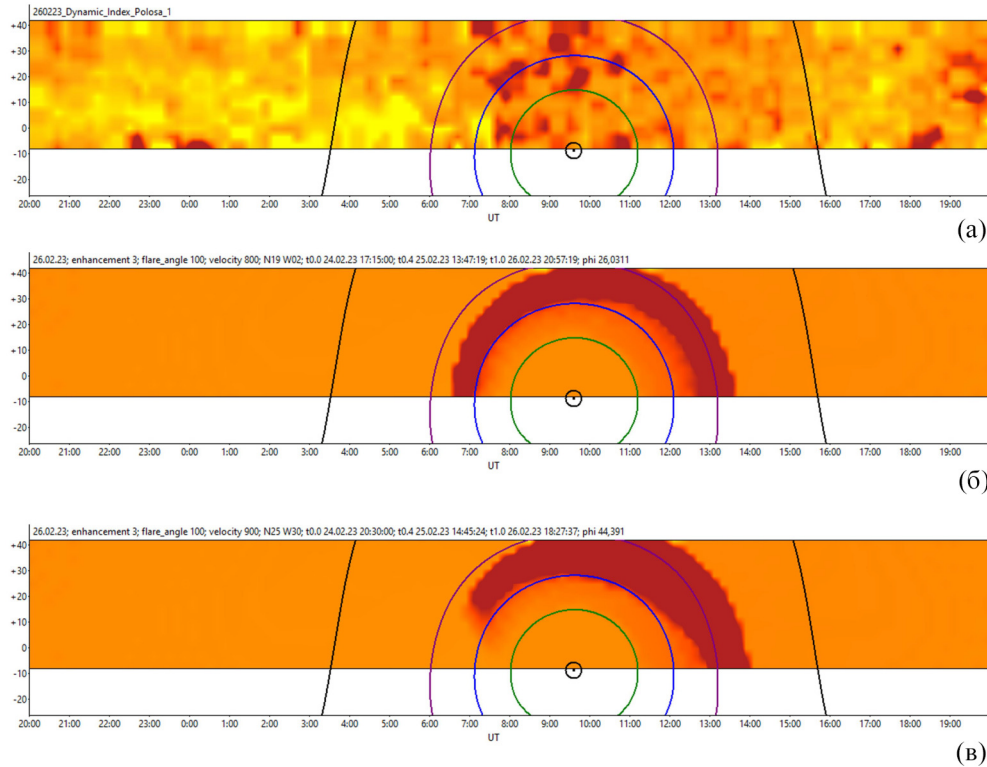 260223_Dynamic_Index_Polosa_1
+40
+30
+20
+10
0
-10
-20
20:00 21:00 22:00 23:00 0:00 1:00 2:00 3:00 4:00 5:00 6:00 7:00 8:00 9:00 10:00 11:00 12:00 13:00 14:00 15:00 16:00 17:00 18:00 19:00
UT
(а)
26.02.23; enhancement 3; flare_angle 100; velocity 800; N19 W02; t0.0 24.02.23 17:15:00; t0.4 25.02.23 13:47:19; t1.0 26.02.23 20:57:19; phi 26,0311
+40
+30
+20
+10
0
-10
-20
20:00 21:00 22:00 23:00 0:00 1:00 2:00 3:00 4:00 5:00 6:00 7:00 8:00 9:00 10:00 11:00 12:00 13:00 14:00 15:00 16:00 17:00 18:00 19:00
UT
(б)
26.02.23; enhancement 3; flare_angle 100; velocity 900; N25 W30; t0.0 24.02.23 20:30:00; t0.4 25.02.23 14:45:24; t1.0 26.02.23 18:27:37; phi 44,391
+40
+30
+20
+10
0
-10
-20
20:00 21:00 22:00 23:00 0:00 1:00 2:00 3:00 4:00 5:00 6:00 7:00 8:00 9:00 10:00 11:00 12:00 13:00 14:00 15:00 16:00 17:00 18:00 19:00
UT
(в)